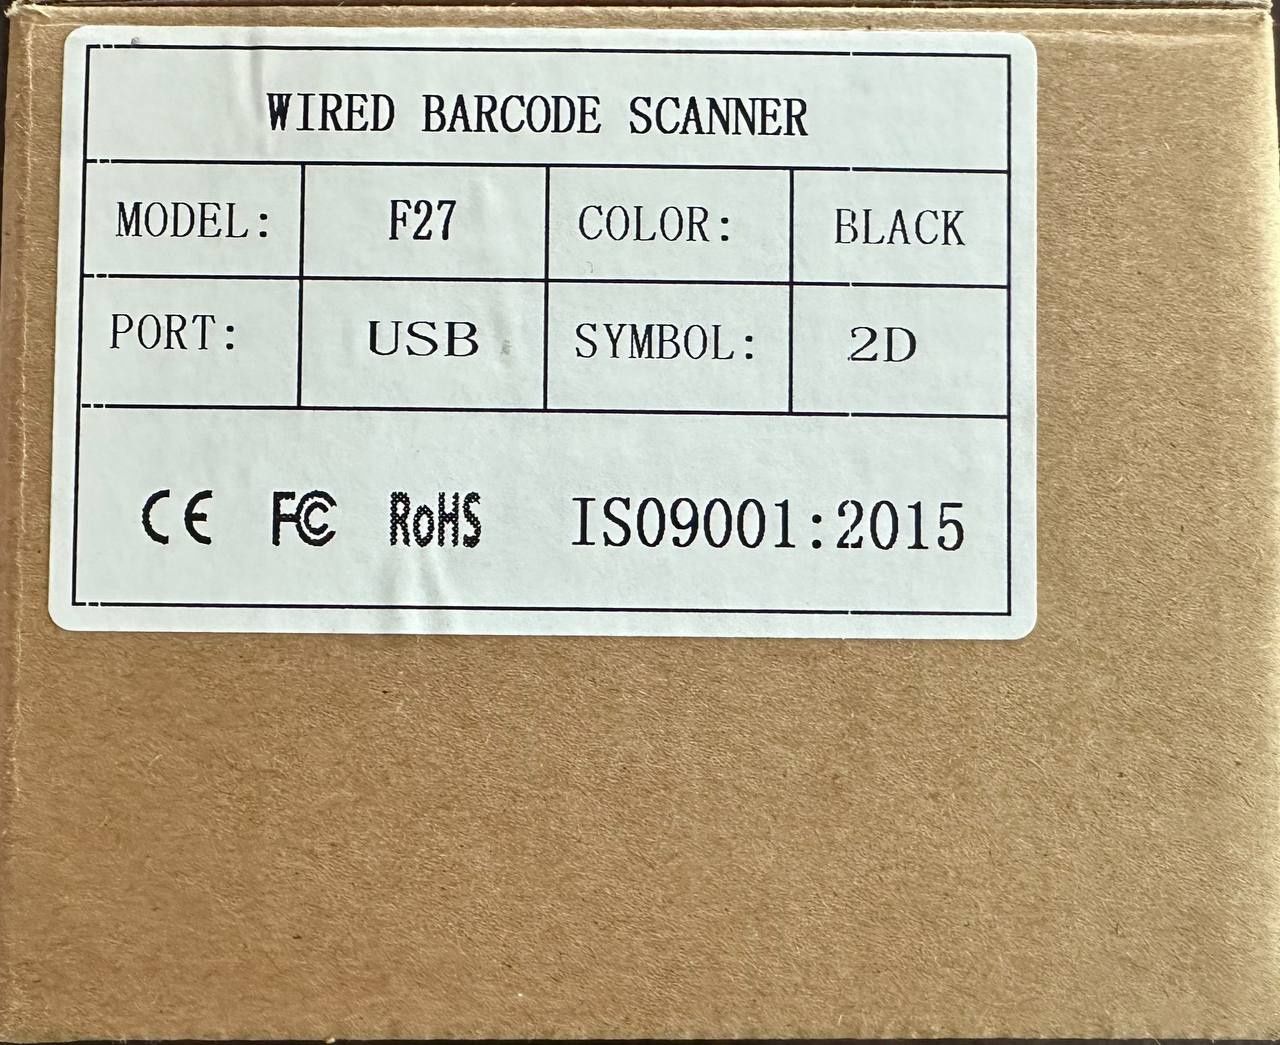 WIRED BARCODE SCANNER
MODEL: F27 COLOR: BLACK
PORT: USB SYMBOL: 2D
CE FC RoHS ISO9001:2015